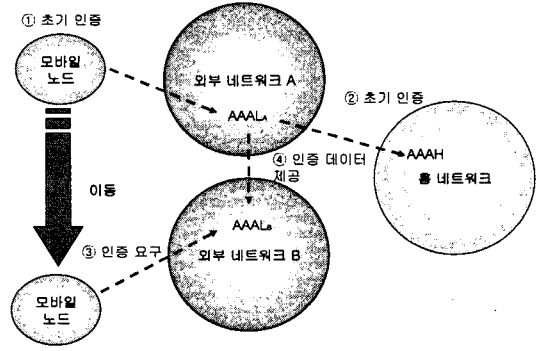 ① 초기 인증
모바일
노드
외부 네트워크 A
AAALA
② 초기 인증
AAAH
홈 네트워크
④ 인증 데이터
제공
이동
AAALB
③ 인증 요구
외부 네트워크 B
모바일
노드